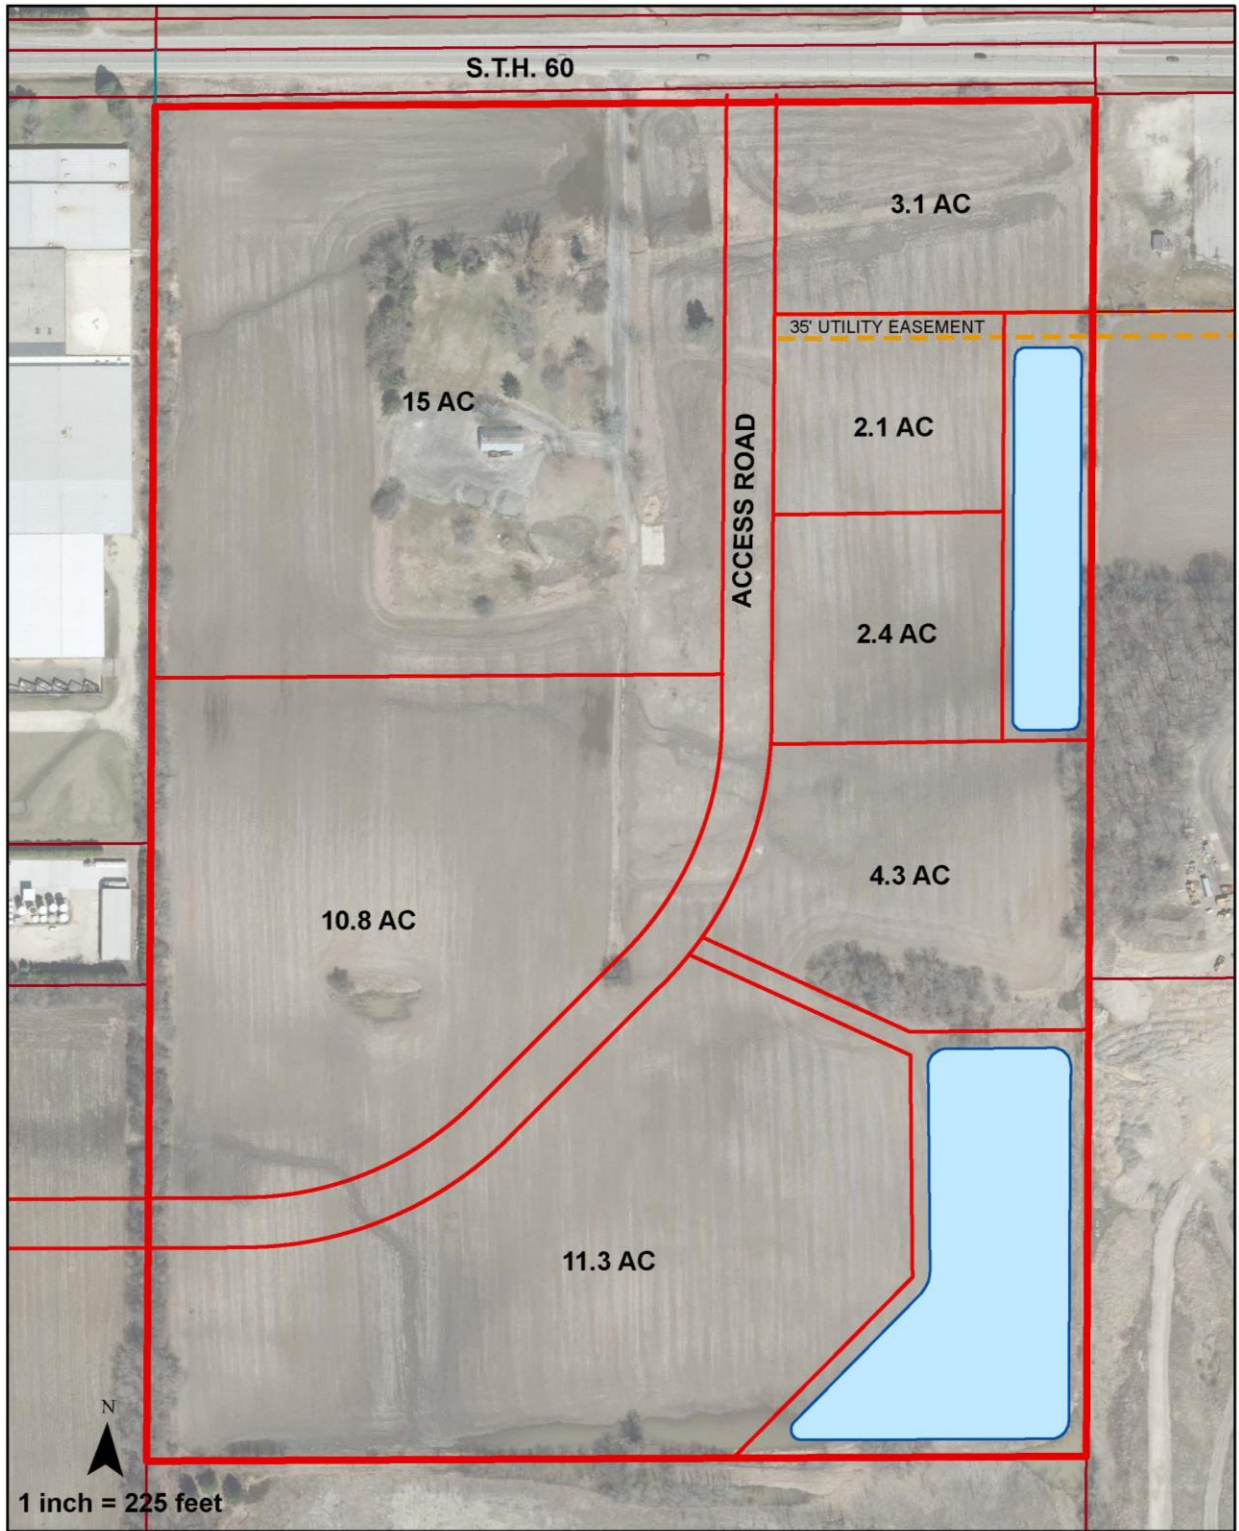 S.T.H. 60
3.1 AC
35' UTILITY EASEMENT
15 AC
2.1 AC
ACCESS ROAD
2.4 AC
4.3 AC
10.8 AC
11.3 AC
N
1 inch = 225 feet